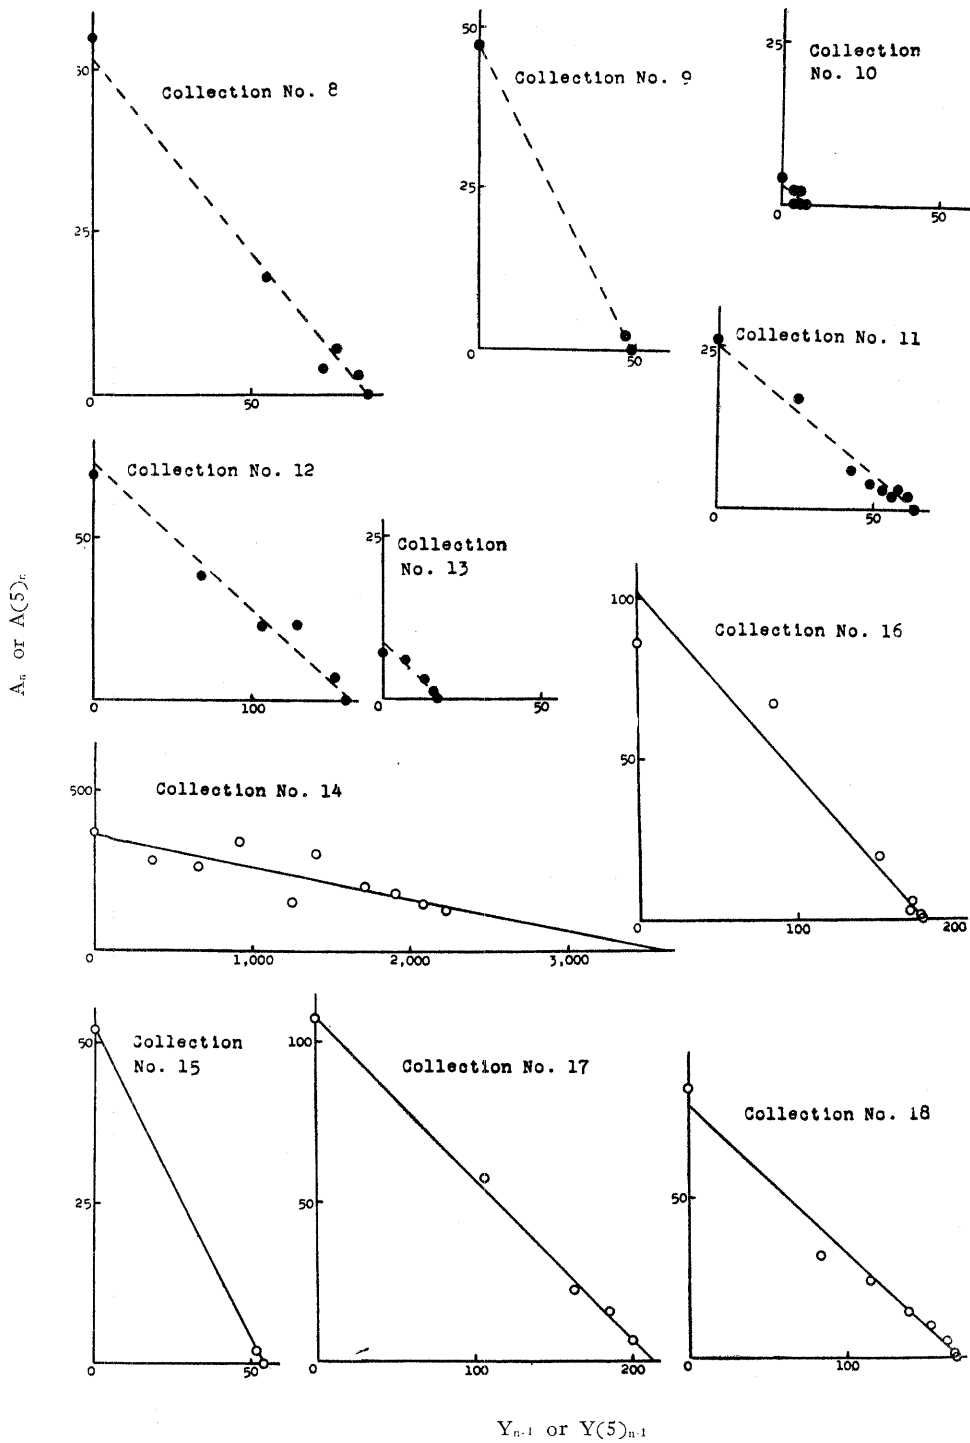 Collection No. 8
50
25
0
50
Collection No. 9
50
25
0
50
Collection
No. 10
25
0
50
Collection No. 11
25
0
50
Collection No. 12
50
0
100
Collection
No. 13
25
0
50
Collection No. 16
100
50
0
100
200
Collection No. 14
500
0
1,000
2,000
3,000
Collection
No. 15
50
25
0
50
Collection No. 17
100
50
0
100
200
Collection No. 18
50
0
100
Aₙ or A(5)ₙ
Yₙ₋₁ or Y(5)ₙ₋₁